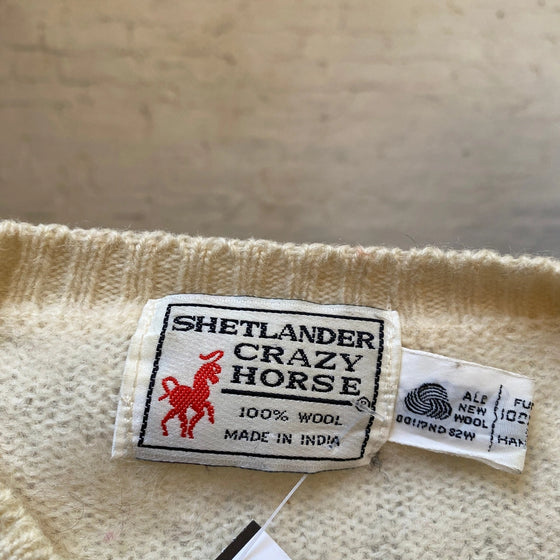 SHETLANDER
CRAZY
HORSE
100% WOOL
MADE IN INDIA
ALL
NEW
WOOL